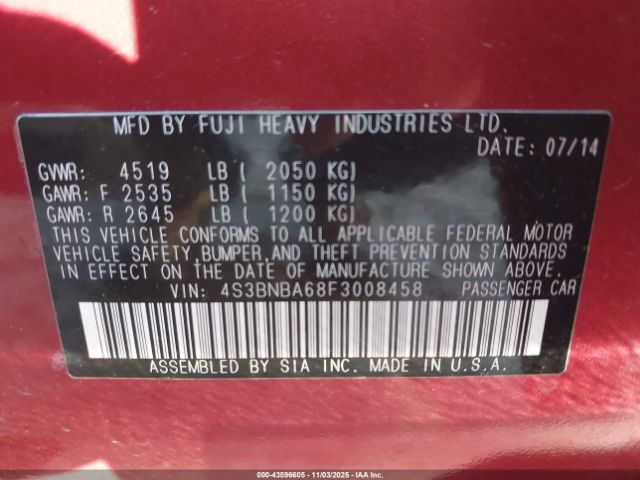 MFD BY FUJI HEAVY INDUSTRIES LTD.
DATE: 07/14
GVWR: 4519 LB ( 2050 KG)
GAWR: F 2535 LB ( 1150 KG)
GAWR: R 2645 LB ( 1200 KG)
THIS VEHICLE CONFORMS TO ALL APPLICABLE FEDERAL MOTOR
VEHICLE SAFETY, BUMPER, AND THEFT PREVENTION STANDARDS
IN EFFECT ON THE DATE OF MANUFACTURE SHOWN ABOVE.
VIN: 4S3BNBA68F3008458 PASSENGER CAR
ASSEMBLED BY SIA INC. MADE IN U.S.A.
000-43596605 - 11/03/2025 - IAAI.COM